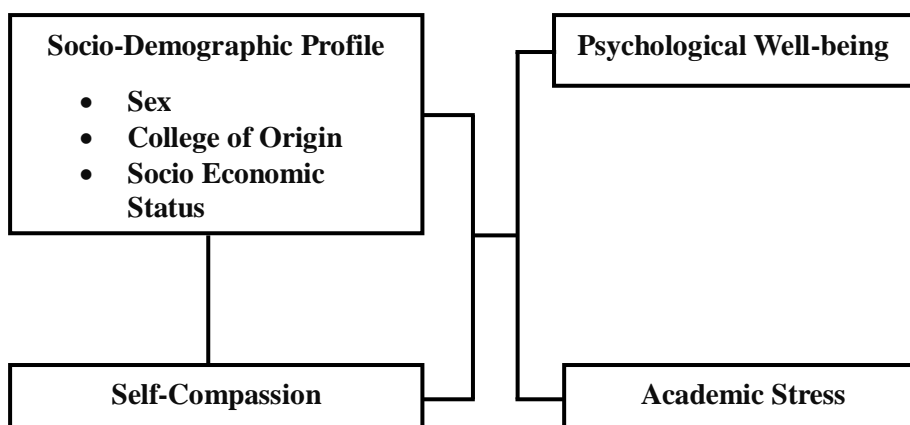 Socio-Demographic Profile
• Sex
• College of Origin
• Socio Economic
Status
Psychological Well-being
Self-Compassion
Academic Stress